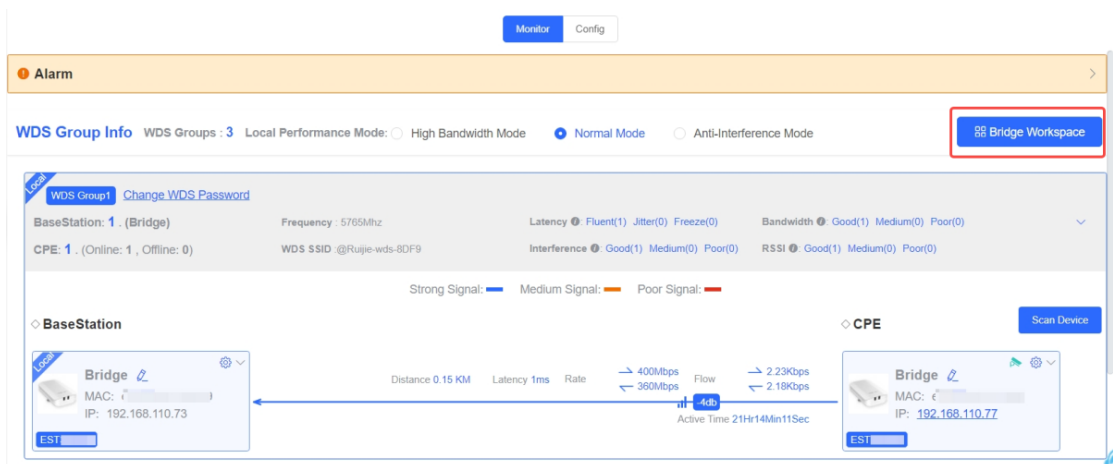 Monitor Config
Alarm
WDS Group Info WDS Groups : 3 Local Performance Mode: High Bandwidth Mode Normal Mode Anti-Interference Mode Bridge Workspace
Local WDS Group1 Change WDS Password
BaseStation: 1 . (Bridge) Frequency : 5765Mhz Latency : Fluent(1) Jitter(0) Freeze(0) Bandwidth : Good(1) Medium(0) Poor(0)
CPE: 1 . (Online: 1 , Offline: 0) WDS SSID :@Ruijie-wds-8DF9 Interference : Good(1) Medium(0) Poor(0) RSSI : Good(1) Medium(0) Poor(0)
Strong Signal: Medium Signal: Poor Signal:
BaseStation CPE Scan Device
Local Bridge Distance 0.15 KM Latency 1ms Rate 400Mbps 360Mbps Flow 2.23Kbps 2.18Kbps Bridge
MAC: -4db MAC:
IP: 192.168.110.73 Active Time 21Hr14Min11Sec IP: 192.168.110.77
EST EST